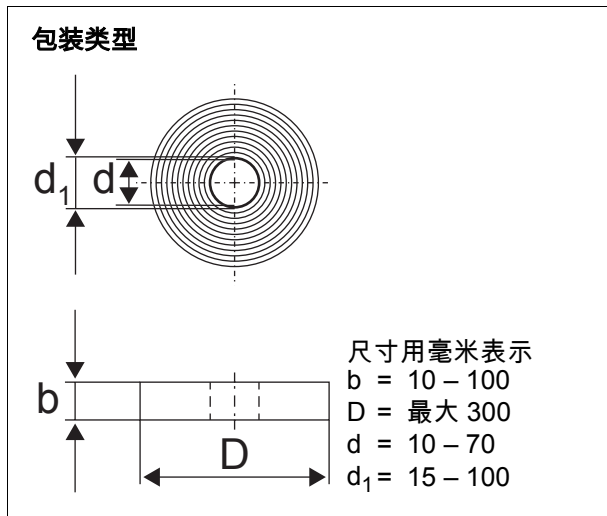 包装类型
d₁
d
b
D
尺寸用毫米表示
b = 10 – 100
D = 最大 300
d = 10 – 70
d₁ = 15 – 100